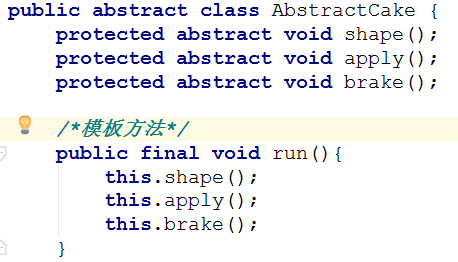 public abstract class AbstractCake {
    protected abstract void shape();
    protected abstract void apply();
    protected abstract void brake();
    /*模板方法*/
    public final void run(){
        this.shape();
        this.apply();
        this.brake();
    }